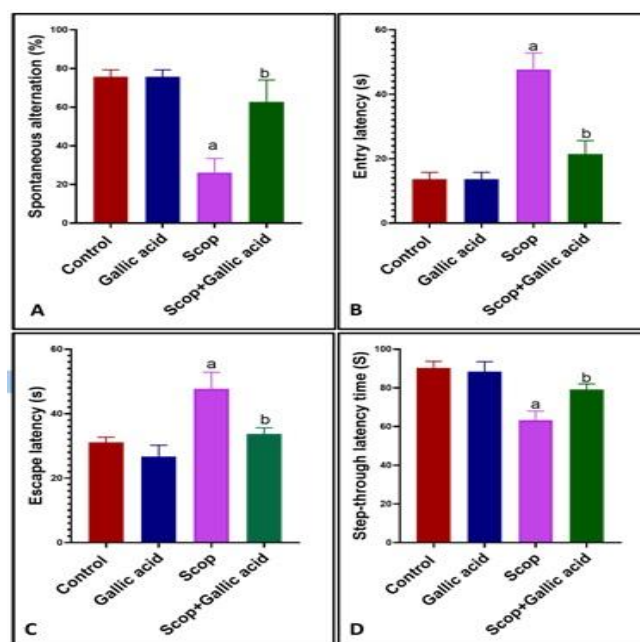 Spontaneous alternation (%)
100
80
60
40
20
0
a
b
Control
Gallic acid
Scop
Scop+Gallic acid
A
Entry latency (s)
60
40
20
0
a
b
Control
Gallic acid
Scop
Scop+Gallic acid
B
Escape latency (s)
60
40
20
0
a
b
Control
Gallic acid
Scop
Scop+Gallic acid
C
Step-through latency time (S)
100
80
60
40
20
0
a
b
Control
Gallic acid
Scop
Scop+Gallic acid
D